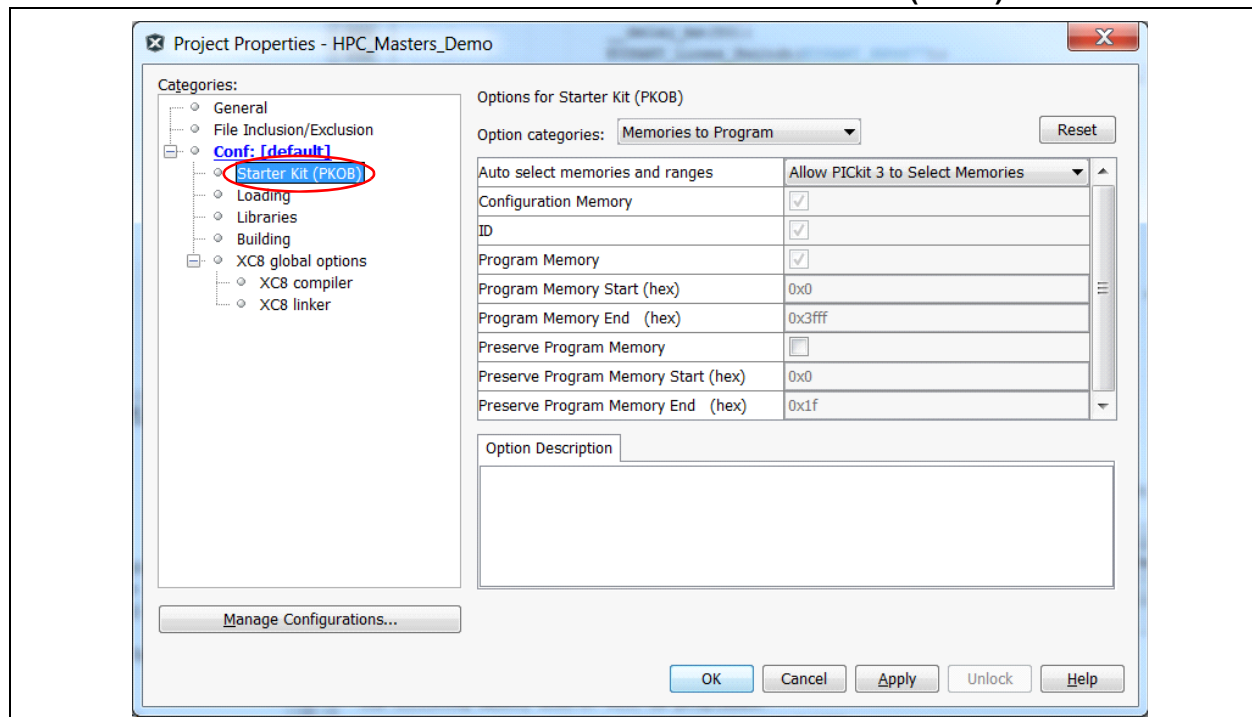 Project Properties - HPC_Masters_Demo
X
Categories:
General
File Inclusion/Exclusion
Conf: [default]
Starter Kit (PKOB)
Loading
Libraries
Building
XC8 global options
XC8 compiler
XC8 linker
Manage Configurations...
Options for Starter Kit (PKOB)
Option categories: Memories to Program Reset
Auto select memories and ranges Allow PICkit 3 to Select Memories
Configuration Memory
ID
Program Memory
Program Memory Start (hex) 0x0
Program Memory End (hex) 0x3fff
Preserve Program Memory
Preserve Program Memory Start (hex) 0x0
Preserve Program Memory End (hex) 0x1f
Option Description
OK Cancel Apply Unlock Help